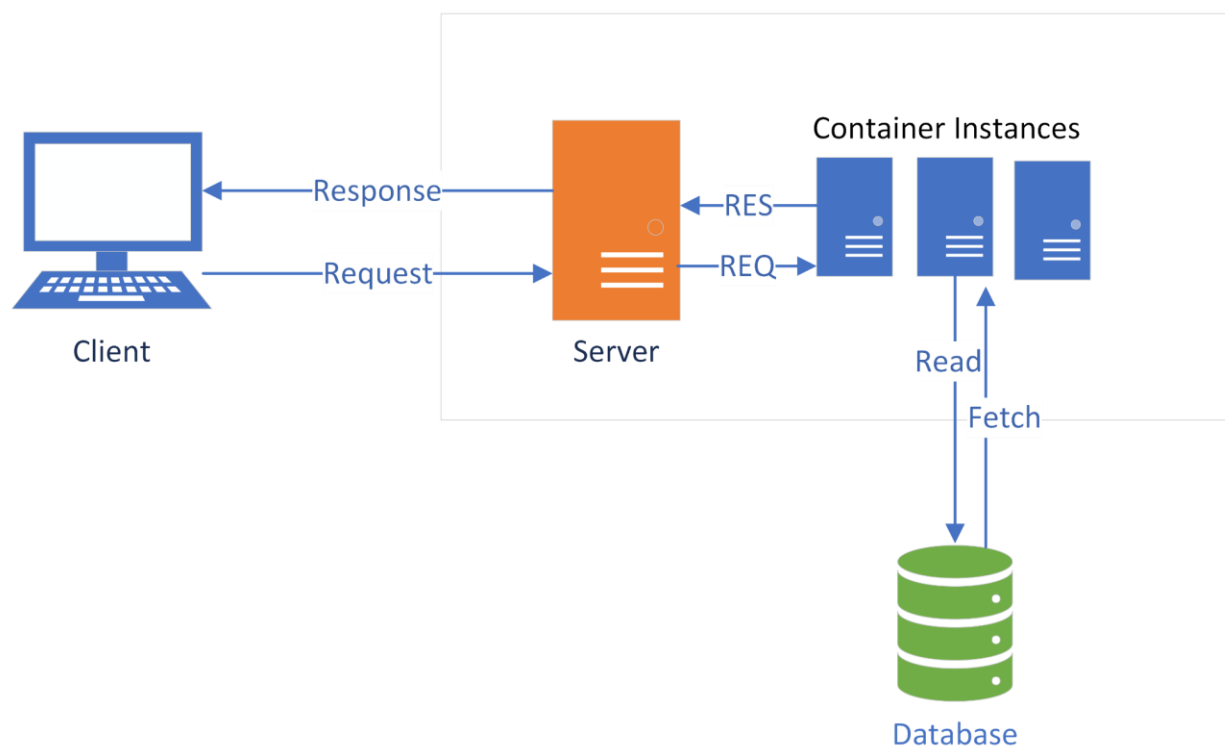 Container Instances
Response
RES
Request
REQ
Client
Server
Read
Fetch
Database